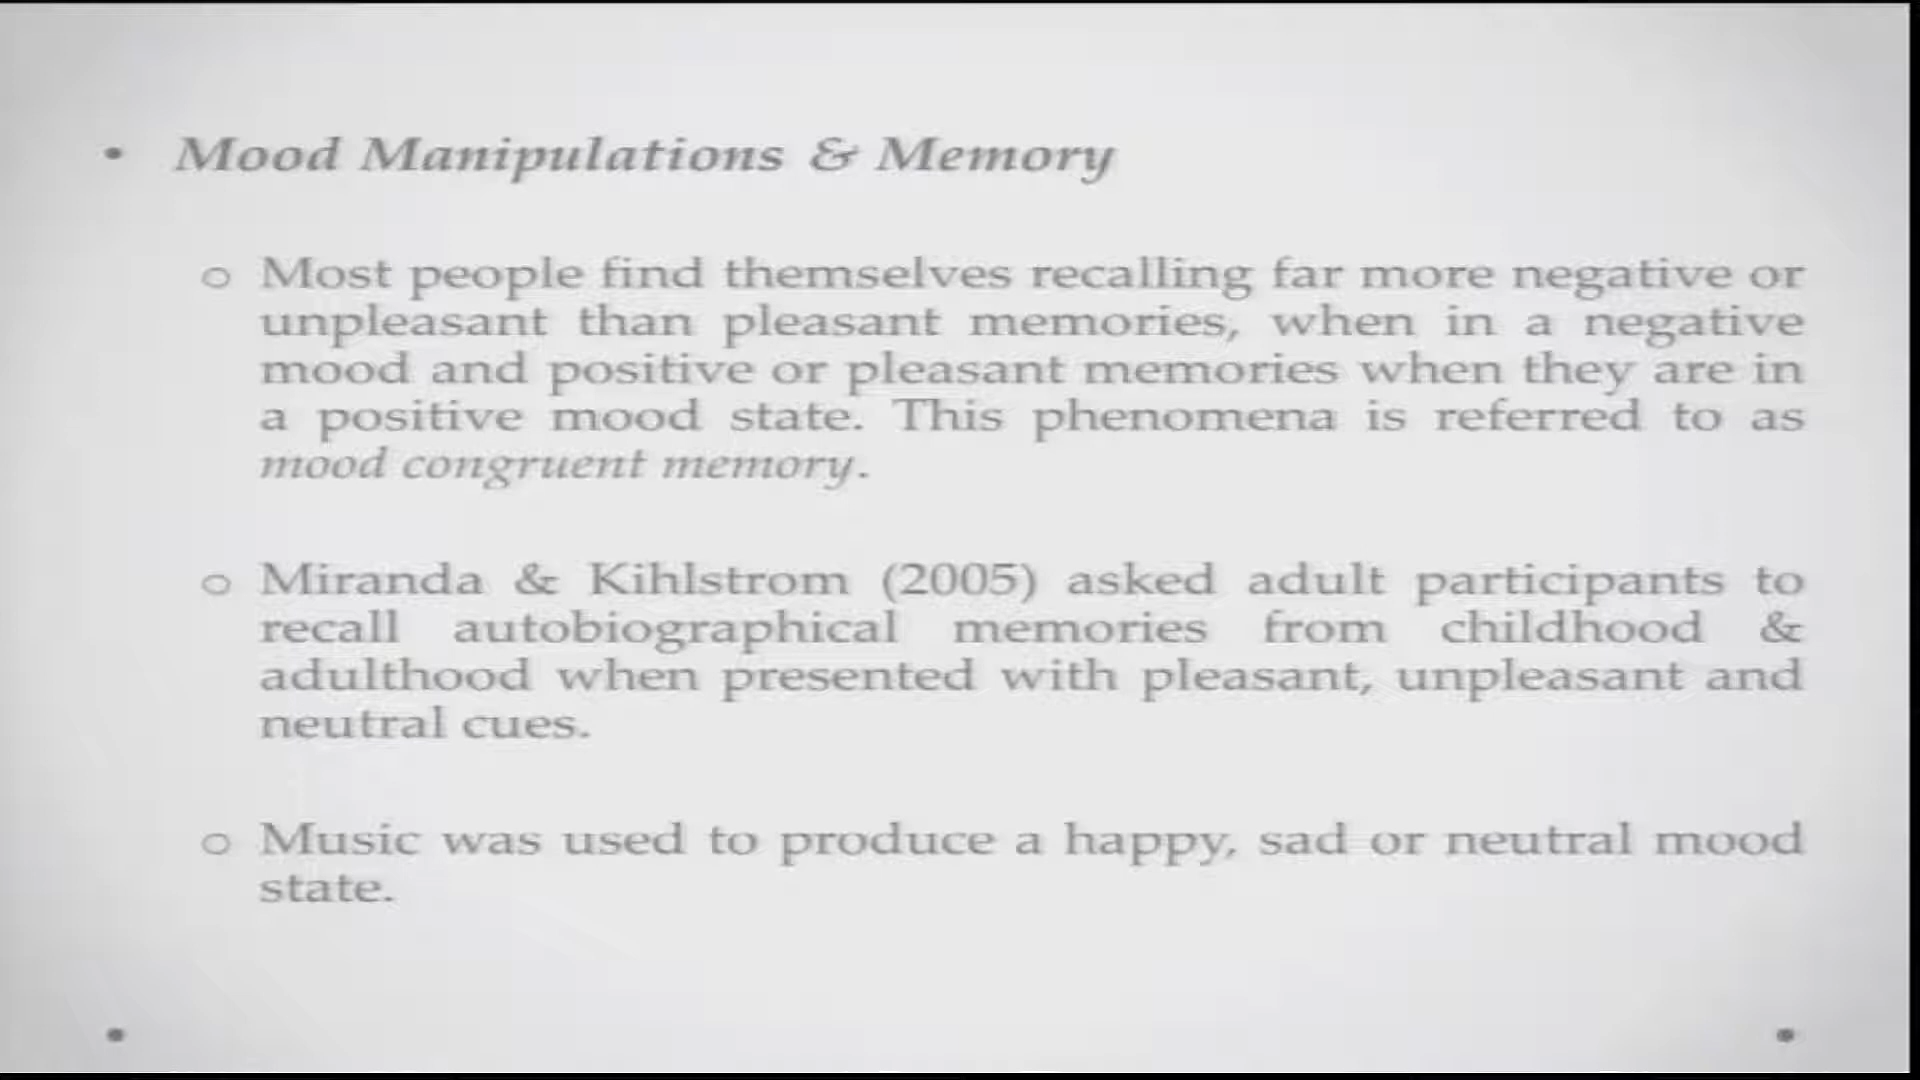 • Mood Manipulations & Memory
o Most people find themselves recalling far more negative or
unpleasant than pleasant memories, when in a negative
mood and positive or pleasant memories when they are in
a positive mood state. This phenomena is referred to as
mood congruent memory.
o Miranda & Kihlstrom (2005) asked adult participants to
recall autobiographical memories from childhood &
adulthood when presented with pleasant, unpleasant and
neutral cues.
o Music was used to produce a happy, sad or neutral mood
state.